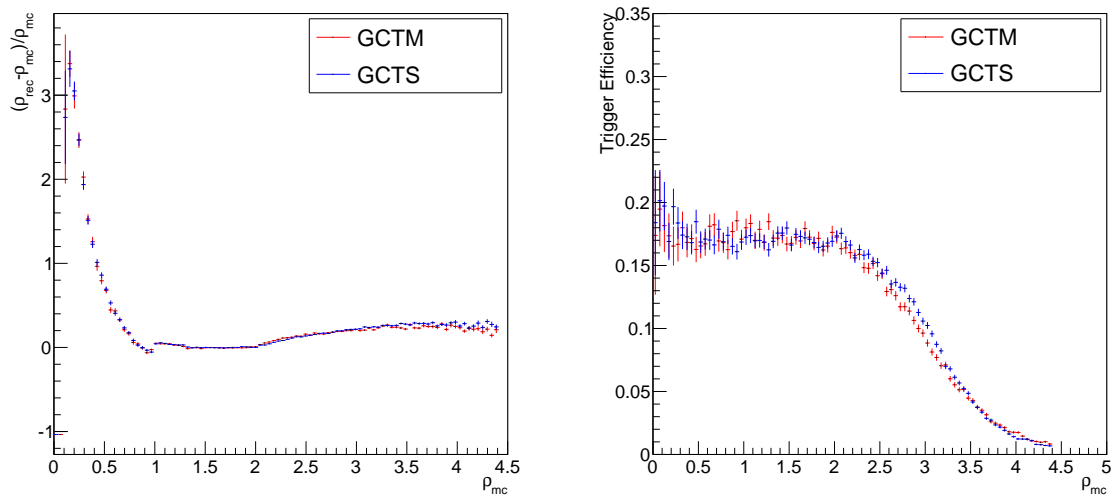 (ρrec-ρmc)/ρmc
GCTM
GCTS
3
2
1
0
-1
0 0.5 1 1.5 2 2.5 3 3.5 4 4.5
ρmc
Trigger Efficiency
GCTM
GCTS
0.35
0.3
0.25
0.2
0.15
0.1
0.05
0
0 0.5 1 1.5 2 2.5 3 3.5 4 4.5 5
ρmc